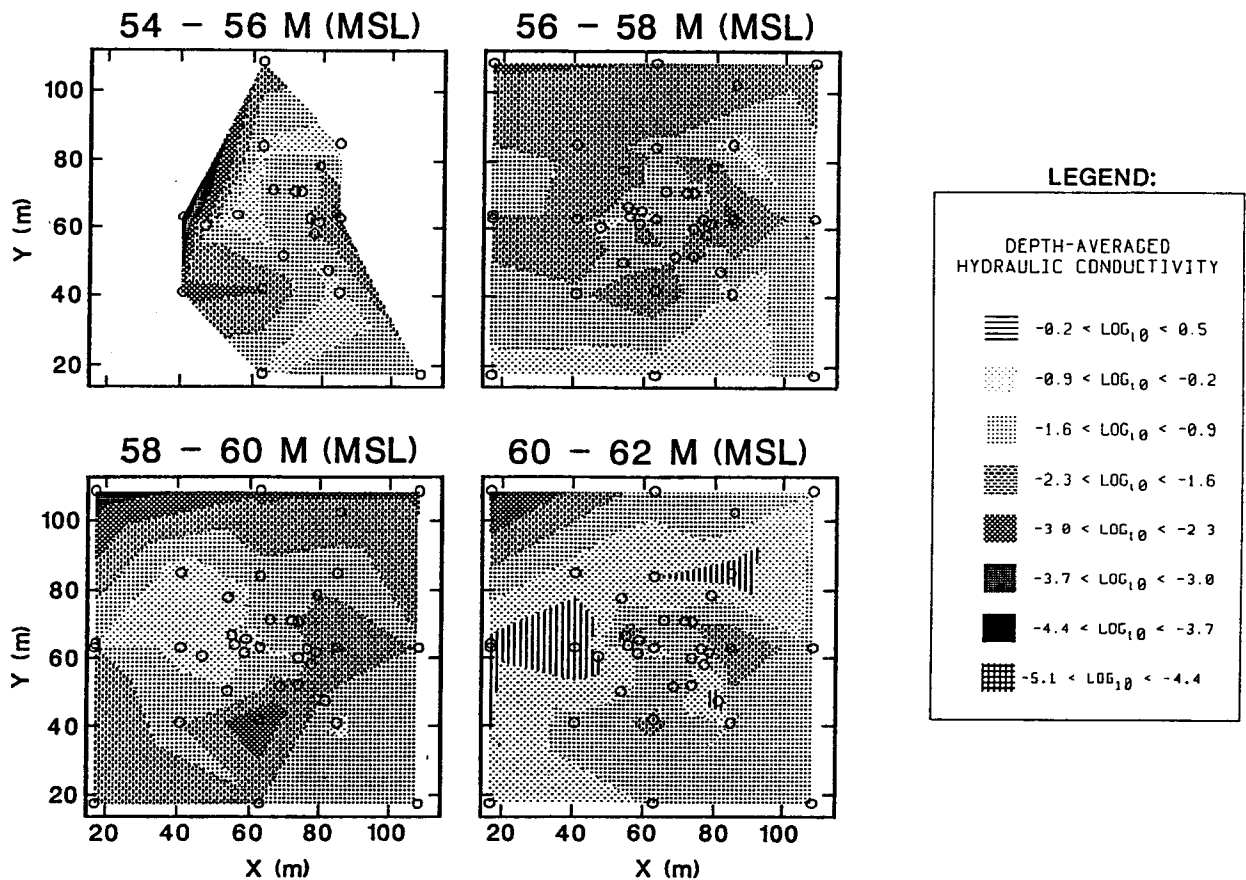 54 – 56 M (MSL)
56 – 58 M (MSL)
Y (m)
100
80
60
40
20
58 – 60 M (MSL)
60 – 62 M (MSL)
Y (m)
100
80
60
40
20
20 40 60 80 100
X (m)
20 40 60 80 100
X (m)
LEGEND:
DEPTH-AVERAGED
HYDRAULIC CONDUCTIVITY
-0.2 < LOG₁₀ < 0.5
-0.9 < LOG₁₀ < -0.2
-1.6 < LOG₁₀ < -0.9
-2.3 < LOG₁₀ < -1.6
-3 0 < LOG₁₀ < -2 3
-3.7 < LOG₁₀ < -3.0
-4.4 < LOG₁₀ < -3.7
-5.1 < LOG₁₀ < -4.4